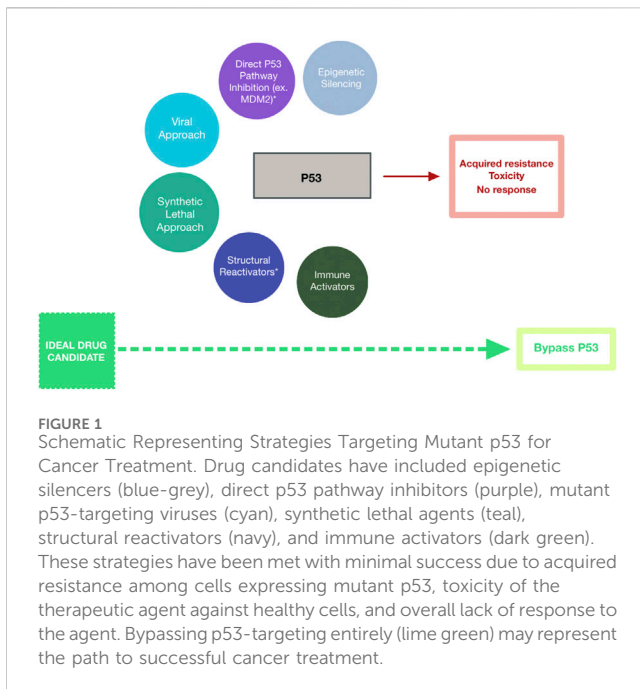 Direct P53
Pathway
Inhibition (ex.
MDM2)*
Epigenetic
Silencing
Viral
Approach
P53
Acquired resistance
Toxicity
No response
Synthetic
Lethal
Approach
Structural
Reactivators*
Immune
Activators
IDEAL DRUG
CANDIDATE
Bypass P53
FIGURE 1
Schematic Representing Strategies Targeting Mutant p53 for
Cancer Treatment. Drug candidates have included epigenetic
silencers (blue-grey), direct p53 pathway inhibitors (purple), mutant
p53-targeting viruses (cyan), synthetic lethal agents (teal),
structural reactivators (navy), and immune activators (dark green).
These strategies have been met with minimal success due to acquired
resistance among cells expressing mutant p53, toxicity of the
therapeutic agent against healthy cells, and overall lack of response to
the agent. Bypassing p53-targeting entirely (lime green) may represent
the path to successful cancer treatment.